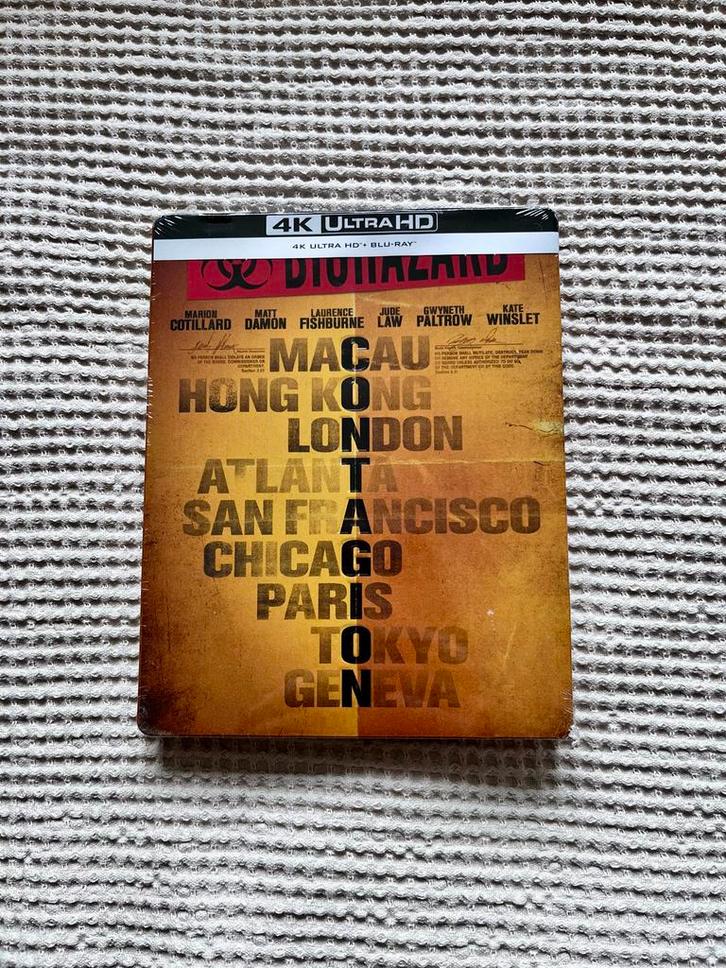 4K ULTRA HD
4K ULTRA HD + BLU-RAY
BIOHAZARD
MARION COTILLARD
MATT DAMON
LAURENCE FISHBURNE
JUDE LAW
GWYNETH PALTROW
KATE WINSLET
MACAU
HONG KONG
LONDON
ATLANTA
SAN FRANCISCO
CHICAGO
PARIS
TOKYO
GENEVA